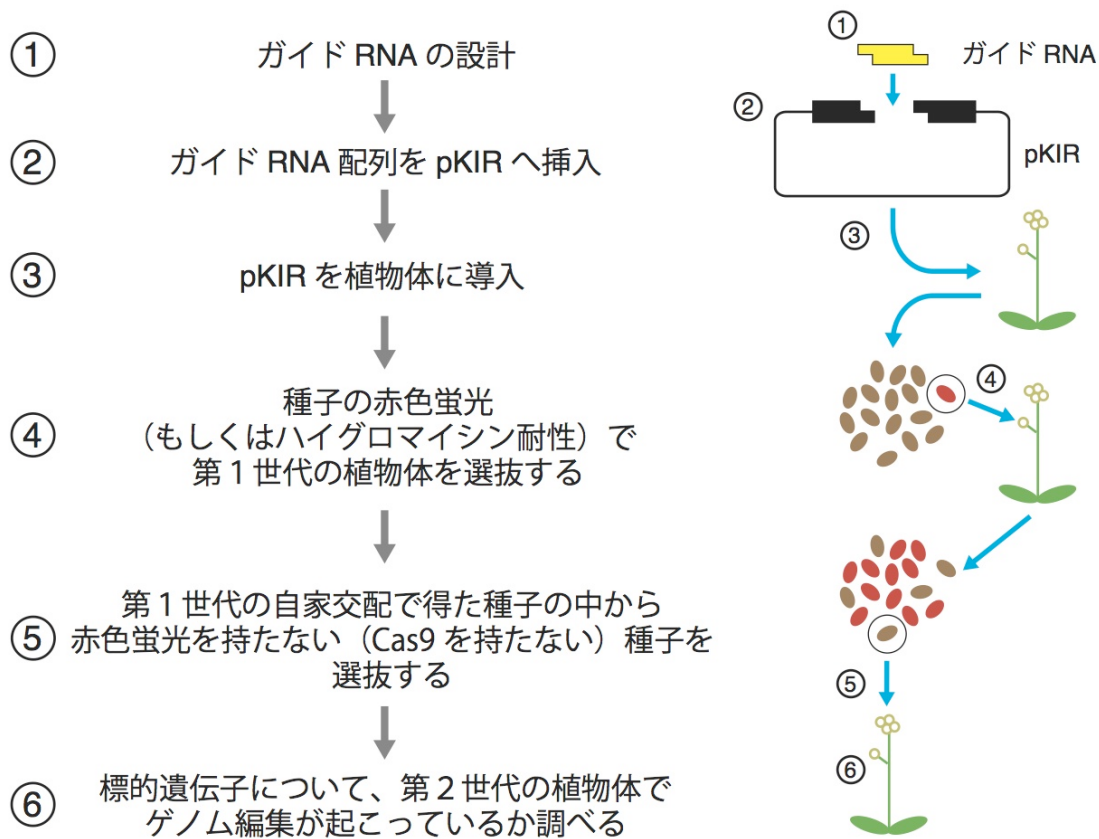 ① ガイド RNA の設計
② ガイド RNA 配列を pKIR へ挿入
③ pKIR を植物体に導入
④ 種子の赤色蛍光
（もしくはハイグロマイシン耐性）で
第１世代の植物体を選抜する
⑤ 第１世代の自家交配で得た種子の中から
赤色蛍光を持たない（Cas9 を持たない）種子を
選抜する
⑥ 標的遺伝子について、第２世代の植物体で
ゲノム編集が起こっているか調べる
① ガイド RNA
②
pKIR
③
④
⑤
⑥